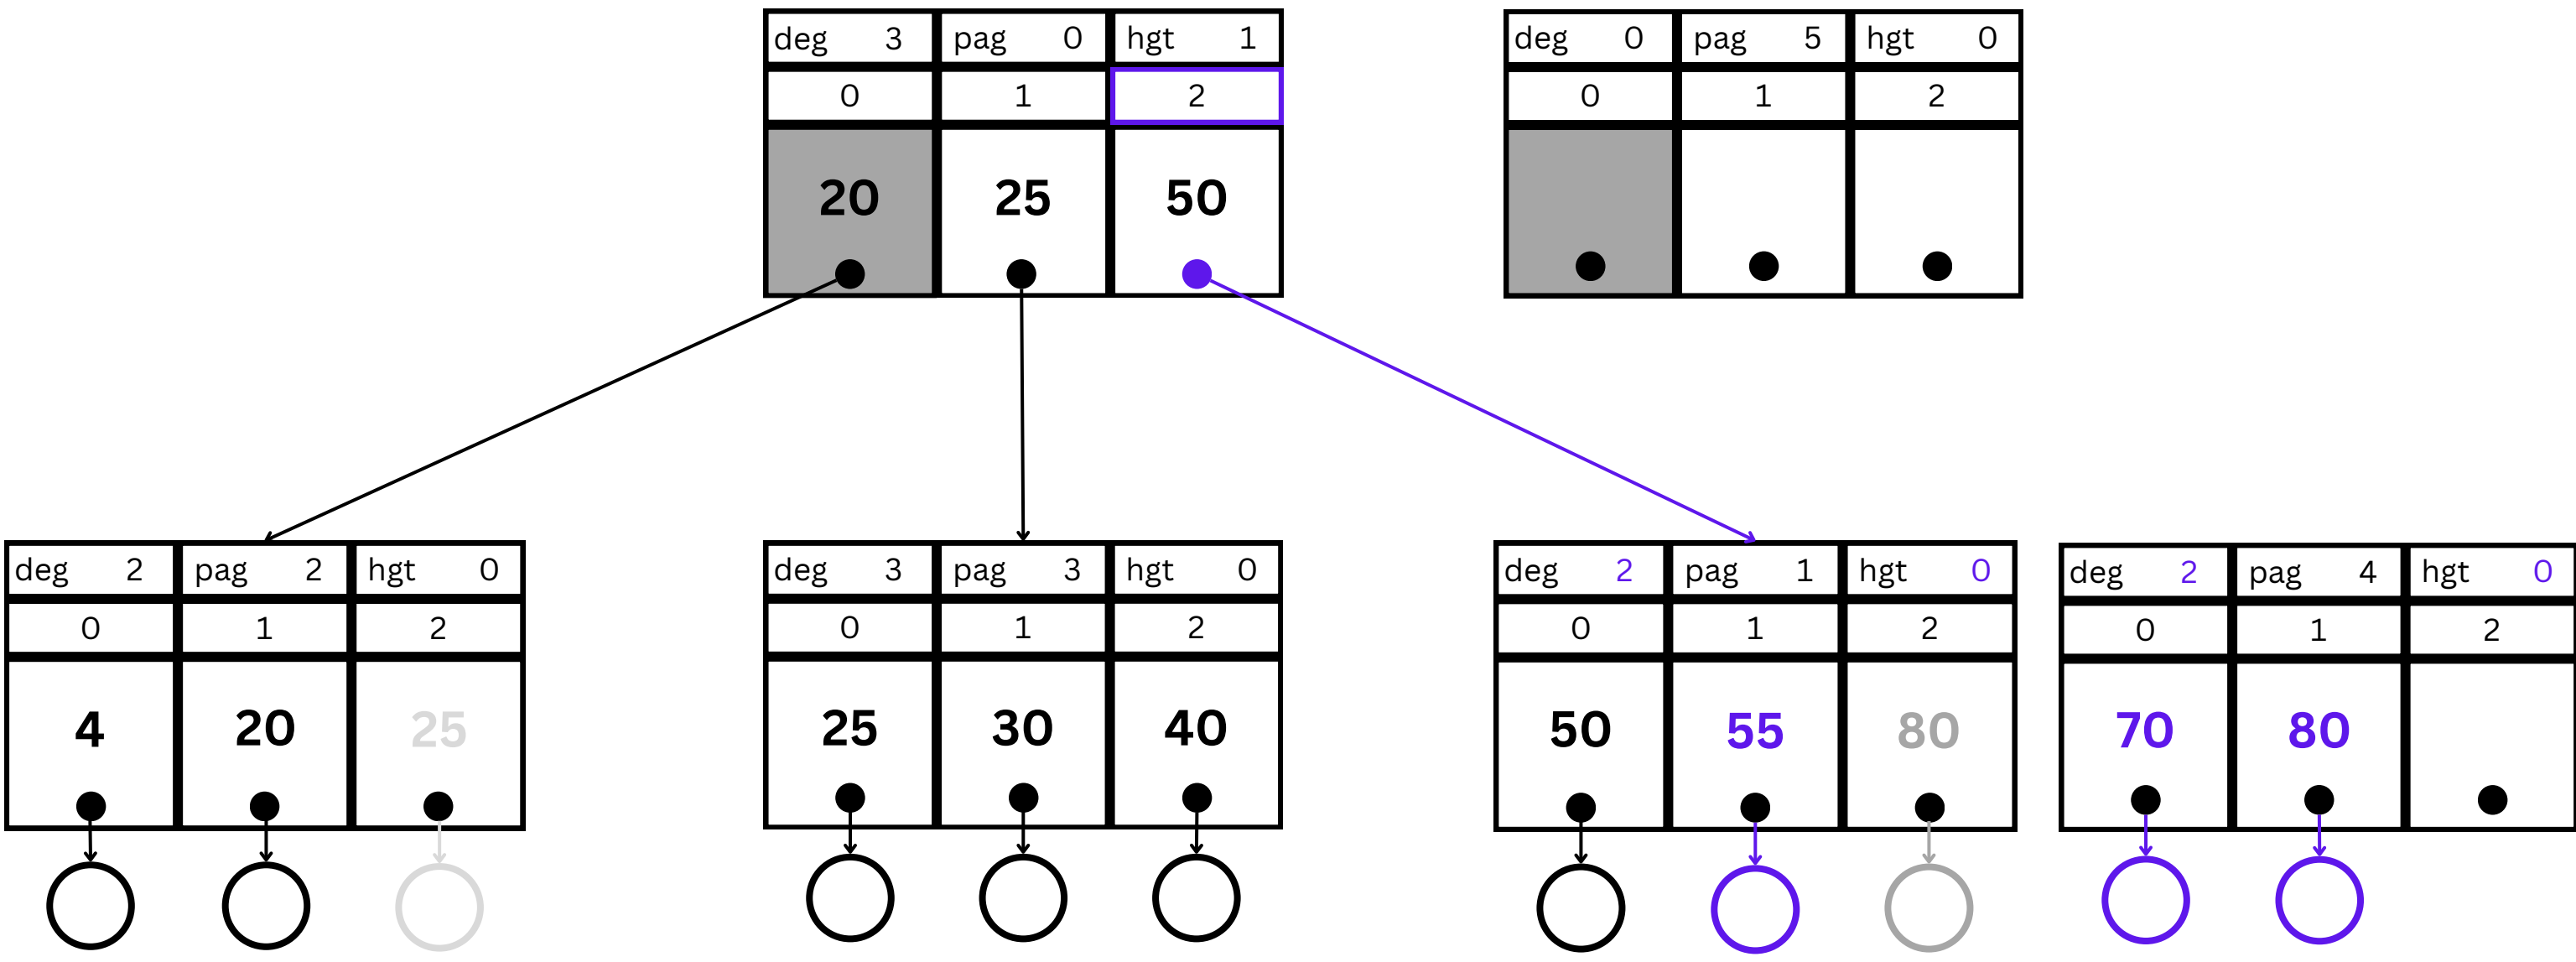 deg 3 pag 0 hgt 1
0 1 2
20 25 50
deg 0 pag 5 hgt 0
0 1 2
deg 2 pag 2 hgt 0
0 1 2
4 20 25
deg 3 pag 3 hgt 0
0 1 2
25 30 40
deg 2 pag 1 hgt 0
0 1 2
50 55 80
deg 2 pag 4 hgt 0
0 1 2
70 80